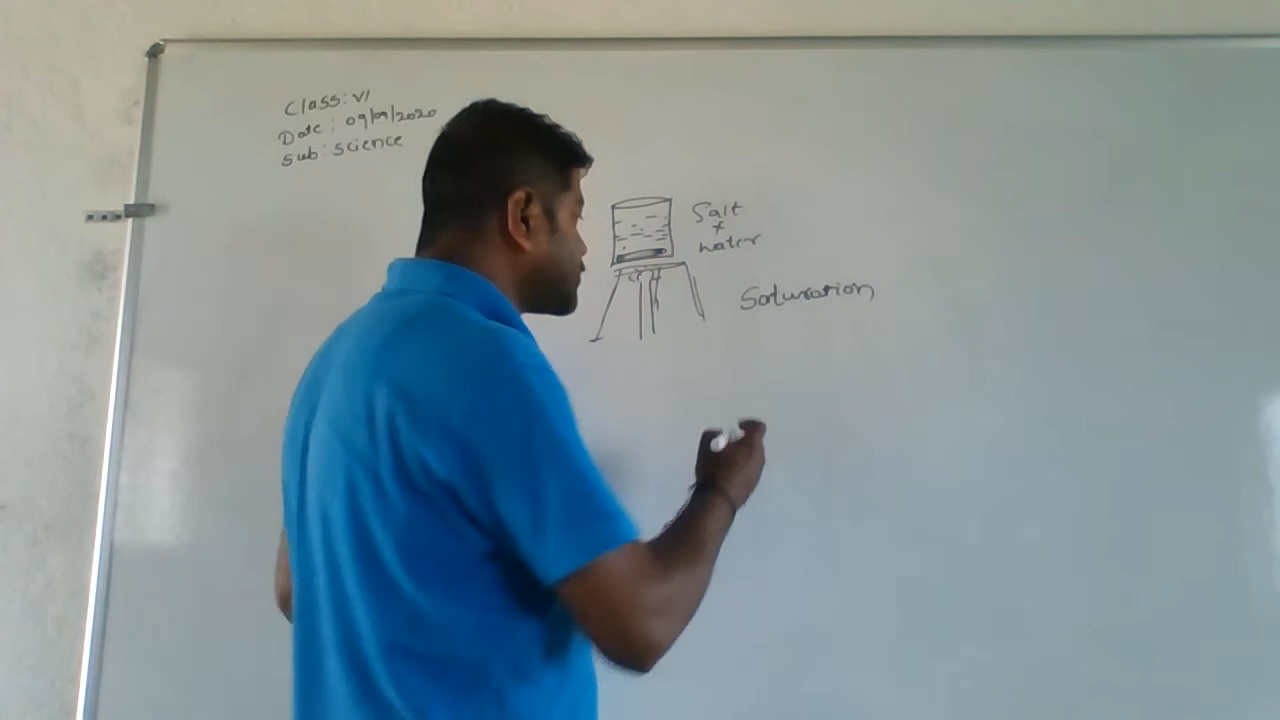 Class: VI
Date: 09/09/2020
Sub: Science
Salt
+
water
Saturation